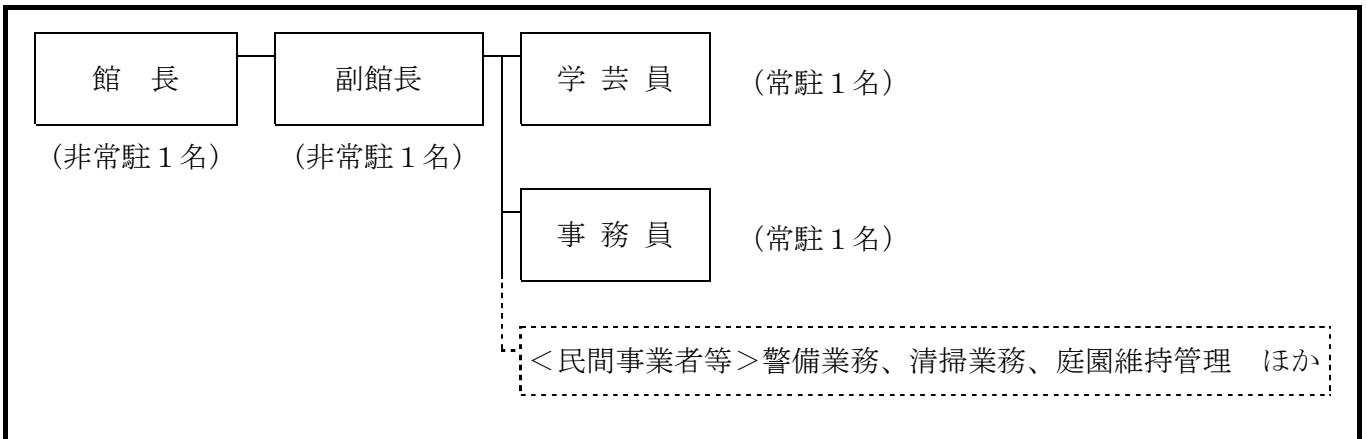 館　長
副館長
学 芸 員
（常駐１名）
（非常駐１名）
（非常駐１名）
事 務 員
（常駐１名）
＜民間事業者等＞警備業務、清掃業務、庭園維持管理　ほか